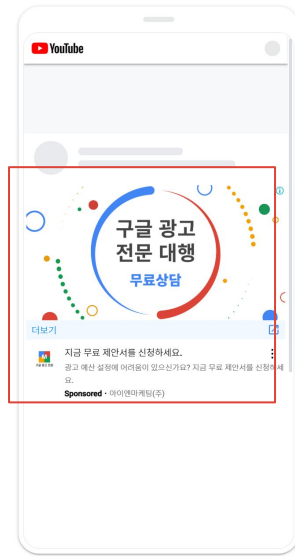 YouTube
구글 광고
전문 대행
무료상담
더보기
지금 무료 제안서를 신청하세요.
광고 예산 설정에 어려움이 있으신가요? 지금 무료 제안서를 신청하세
요.
Sponsored · 아이엔마케팅(주)